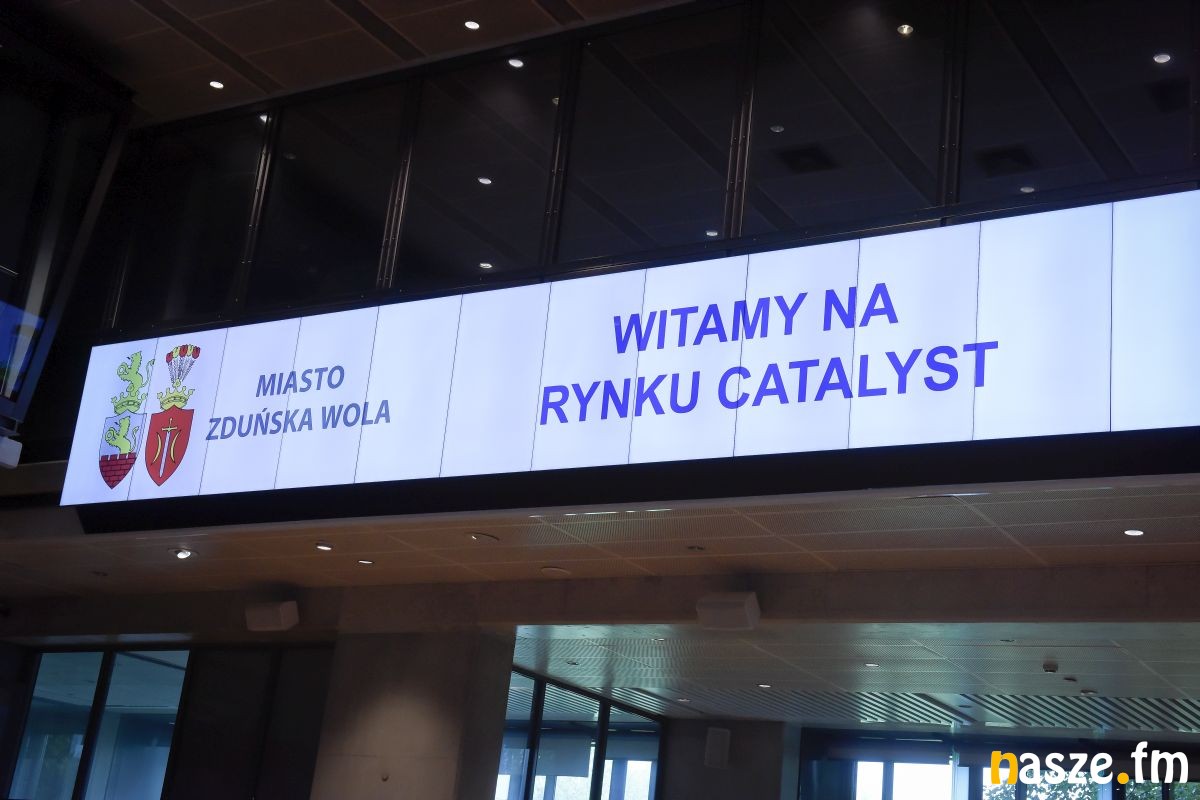 MIASTO
ZDUŃSKA WOLA
WITAMY NA
RYNKU CATALYST
nasze.fm